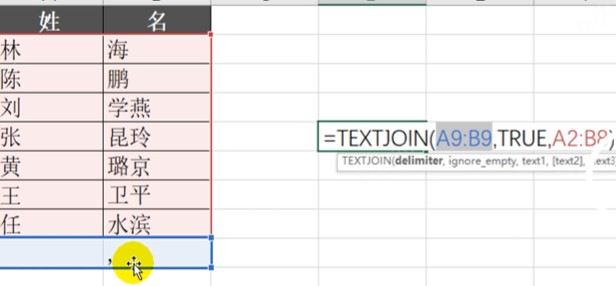 姓 名
林 海
陈 鹏
刘 学燕
张 昆玲
=TEXTJOIN(A9:B9,TRUE,A2:B8)
TEXTJOIN(delimiter, ignore_empty, text1, [text2], [text3
黄 璐京
王 卫平
任 水滨
,